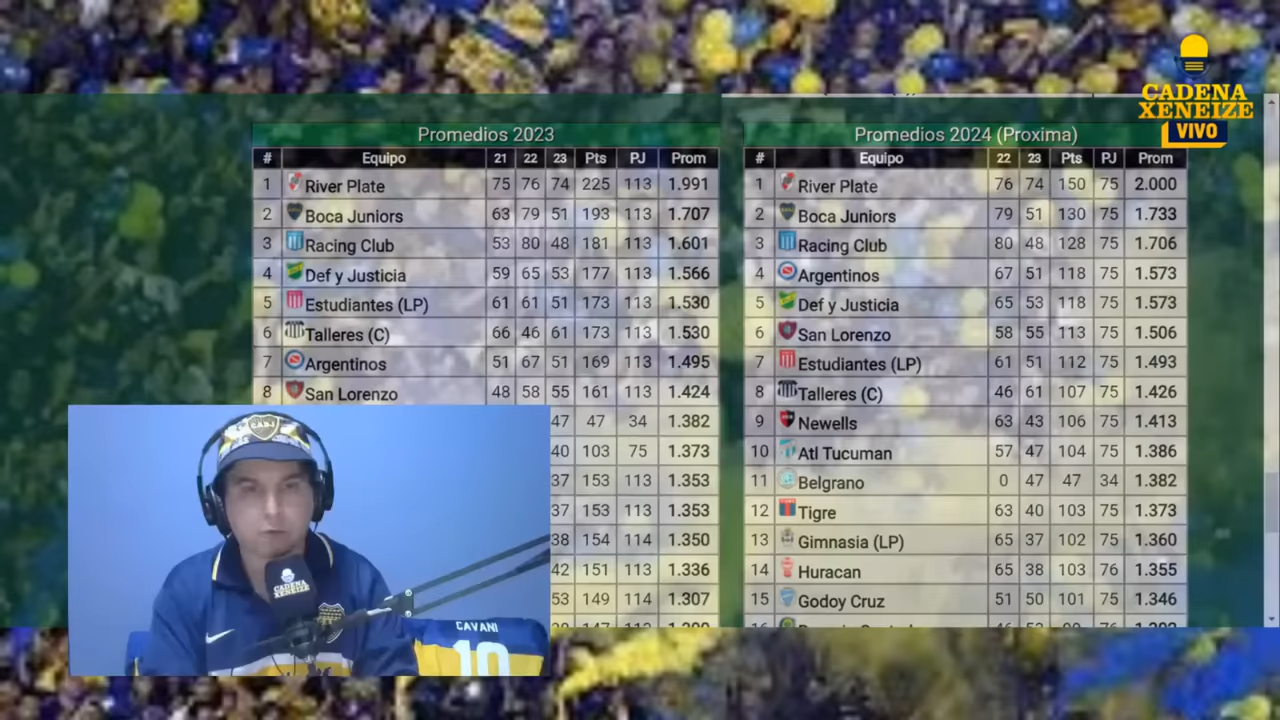 CADENA
XENEIZE
VIVO
Promedios 2023
# Equipo 21 22 23 Pts PJ Prom
1 River Plate 75 76 74 225 113 1.991
2 Boca Juniors 63 79 51 193 113 1.707
3 Racing Club 53 80 48 181 113 1.601
4 Def y Justicia 59 65 53 177 113 1.566
5 Estudiantes (LP) 61 61 51 173 113 1.530
6 Talleres (C) 66 46 61 173 113 1.530
7 Argentinos 51 67 51 169 113 1.495
8 San Lorenzo 48 58 55 161 113 1.424
47 47 34 1.382
40 103 75 1.373
37 153 113 1.353
37 153 113 1.353
38 154 114 1.350
42 151 113 1.336
53 149 114 1.307
Promedios 2024 (Proxima)
# Equipo 22 23 Pts PJ Prom
1 River Plate 76 74 150 75 2.000
2 Boca Juniors 79 51 130 75 1.733
3 Racing Club 80 48 128 75 1.706
4 Argentinos 67 51 118 75 1.573
5 Def y Justicia 65 53 118 75 1.573
6 San Lorenzo 58 55 113 75 1.506
7 Estudiantes (LP) 61 51 112 75 1.493
8 Talleres (C) 46 61 107 75 1.426
9 Newells 63 43 106 75 1.413
10 Atl Tucuman 57 47 104 75 1.386
11 Belgrano 0 47 47 34 1.382
12 Tigre 63 40 103 75 1.373
13 Gimnasia (LP) 65 37 102 75 1.360
14 Huracan 65 38 103 76 1.355
15 Godoy Cruz 51 50 101 75 1.346
CABJ
CADENA
XENEIZE
CAVANI
10